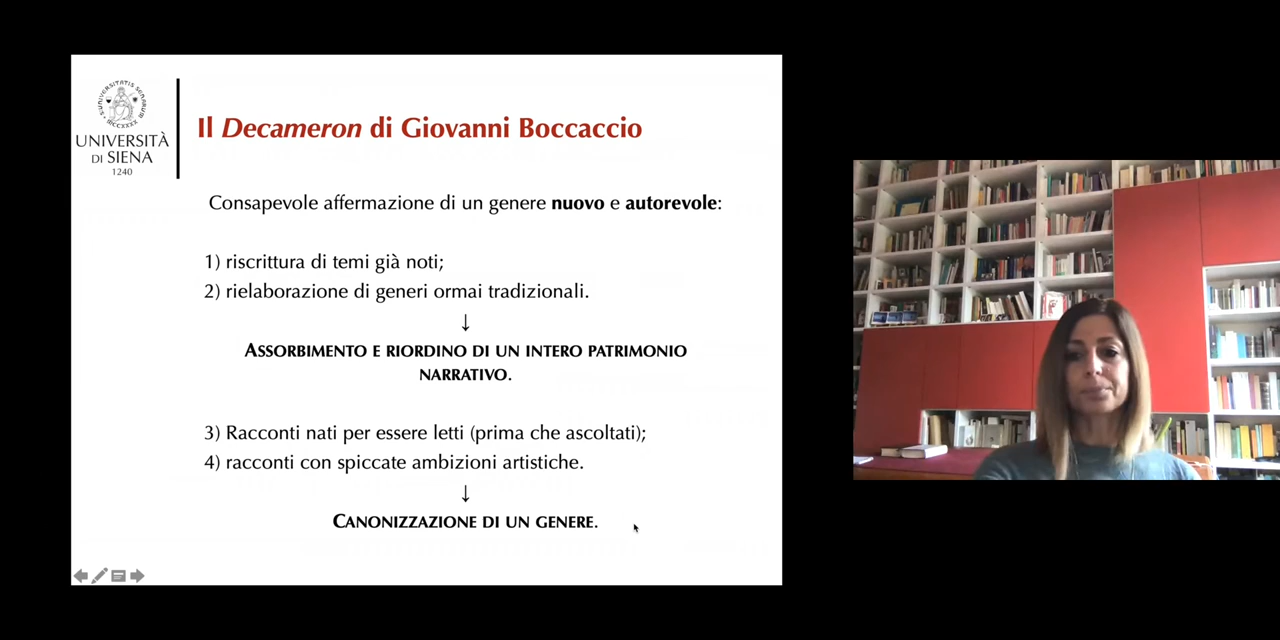 UNIVERSITÀ
DI SIENA
1240
Il Decameron di Giovanni Boccaccio
Consapevole affermazione di un genere nuovo e autorevole:
1) riscrittura di temi già noti;
2) rielaborazione di generi ormai tradizionali.
↓
ASSORBIMENTO E RIORDINO DI UN INTERO PATRIMONIO
NARRATIVO.
3) Racconti nati per essere letti (prima che ascoltati);
4) racconti con spiccate ambizioni artistiche.
↓
CANONIZZAZIONE DI UN GENERE.